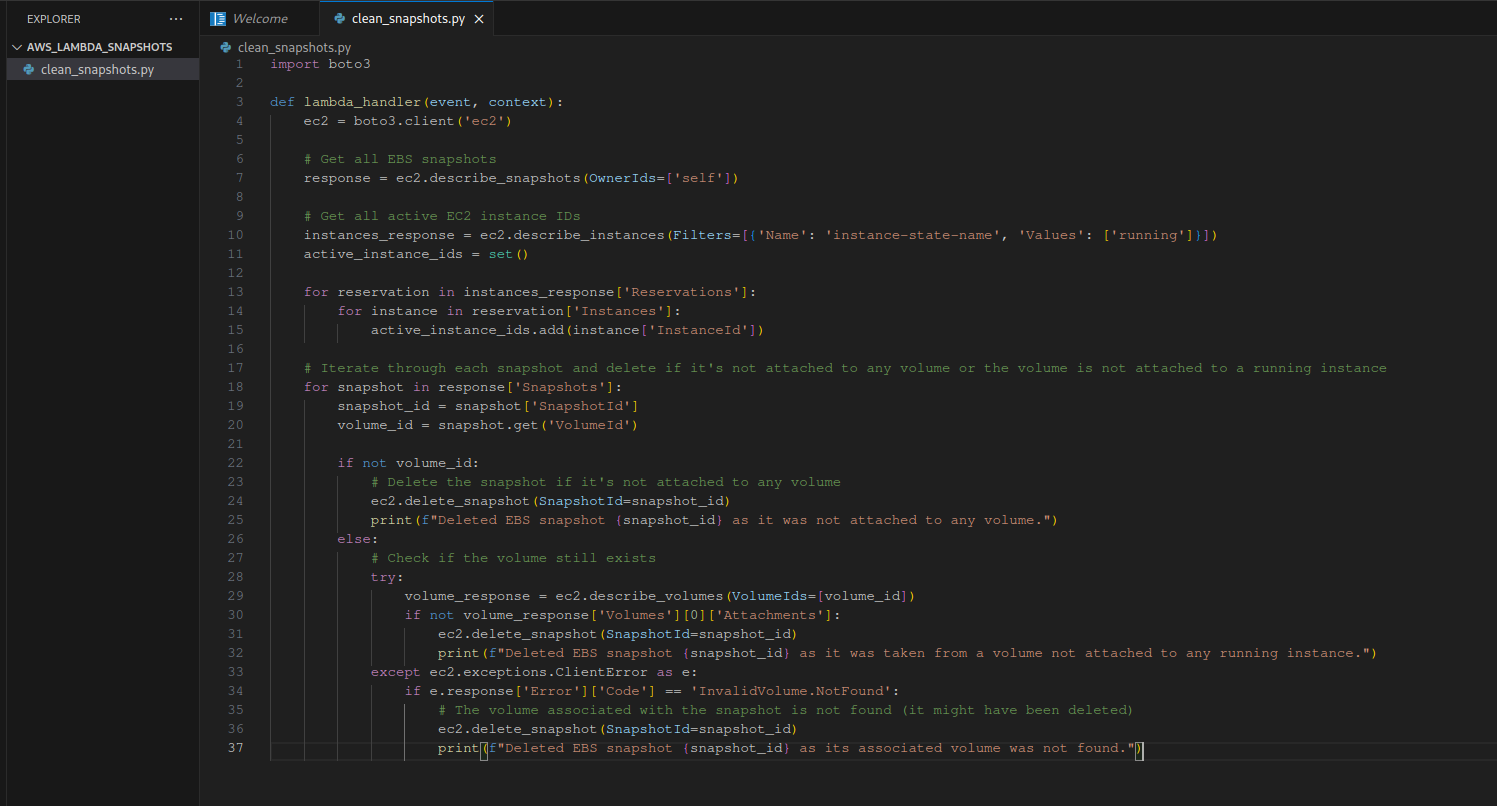 EXPLORER
Welcome
clean_snapshots.py
AWS_LAMBDA_SNAPSHOTS
clean_snapshots.py
clean_snapshots.py
1 import boto3
2
3 def lambda_handler(event, context):
4     ec2 = boto3.client('ec2')
5
6     # Get all EBS snapshots
7     response = ec2.describe_snapshots(OwnerIds=['self'])
8
9     # Get all active EC2 instance IDs
10     instances_response = ec2.describe_instances(Filters=[{'Name': 'instance-state-name', 'Values': ['running']}])
11     active_instance_ids = set()
12
13     for reservation in instances_response['Reservations']:
14         for instance in reservation['Instances']:
15             active_instance_ids.add(instance['InstanceId'])
16
17     # Iterate through each snapshot and delete if it's not attached to any volume or the volume is not attached to a running instance
18     for snapshot in response['Snapshots']:
19         snapshot_id = snapshot['SnapshotId']
20         volume_id = snapshot.get('VolumeId')
21
22         if not volume_id:
23             # Delete the snapshot if it's not attached to any volume
24             ec2.delete_snapshot(SnapshotId=snapshot_id)
25             print(f"Deleted EBS snapshot {snapshot_id} as it was not attached to any volume.")
26         else:
27             # Check if the volume still exists
28             try:
29                 volume_response = ec2.describe_volumes(VolumeIds=[volume_id])
30                 if not volume_response['Volumes'][0]['Attachments']:
31                     ec2.delete_snapshot(SnapshotId=snapshot_id)
32                     print(f"Deleted EBS snapshot {snapshot_id} as it was taken from a volume not attached to any running instance.")
33             except ec2.exceptions.ClientError as e:
34                 if e.response['Error']['Code'] == 'InvalidVolume.NotFound':
35                     # The volume associated with the snapshot is not found (it might have been deleted)
36                     ec2.delete_snapshot(SnapshotId=snapshot_id)
37                     print(f"Deleted EBS snapshot {snapshot_id} as its associated volume was not found.")